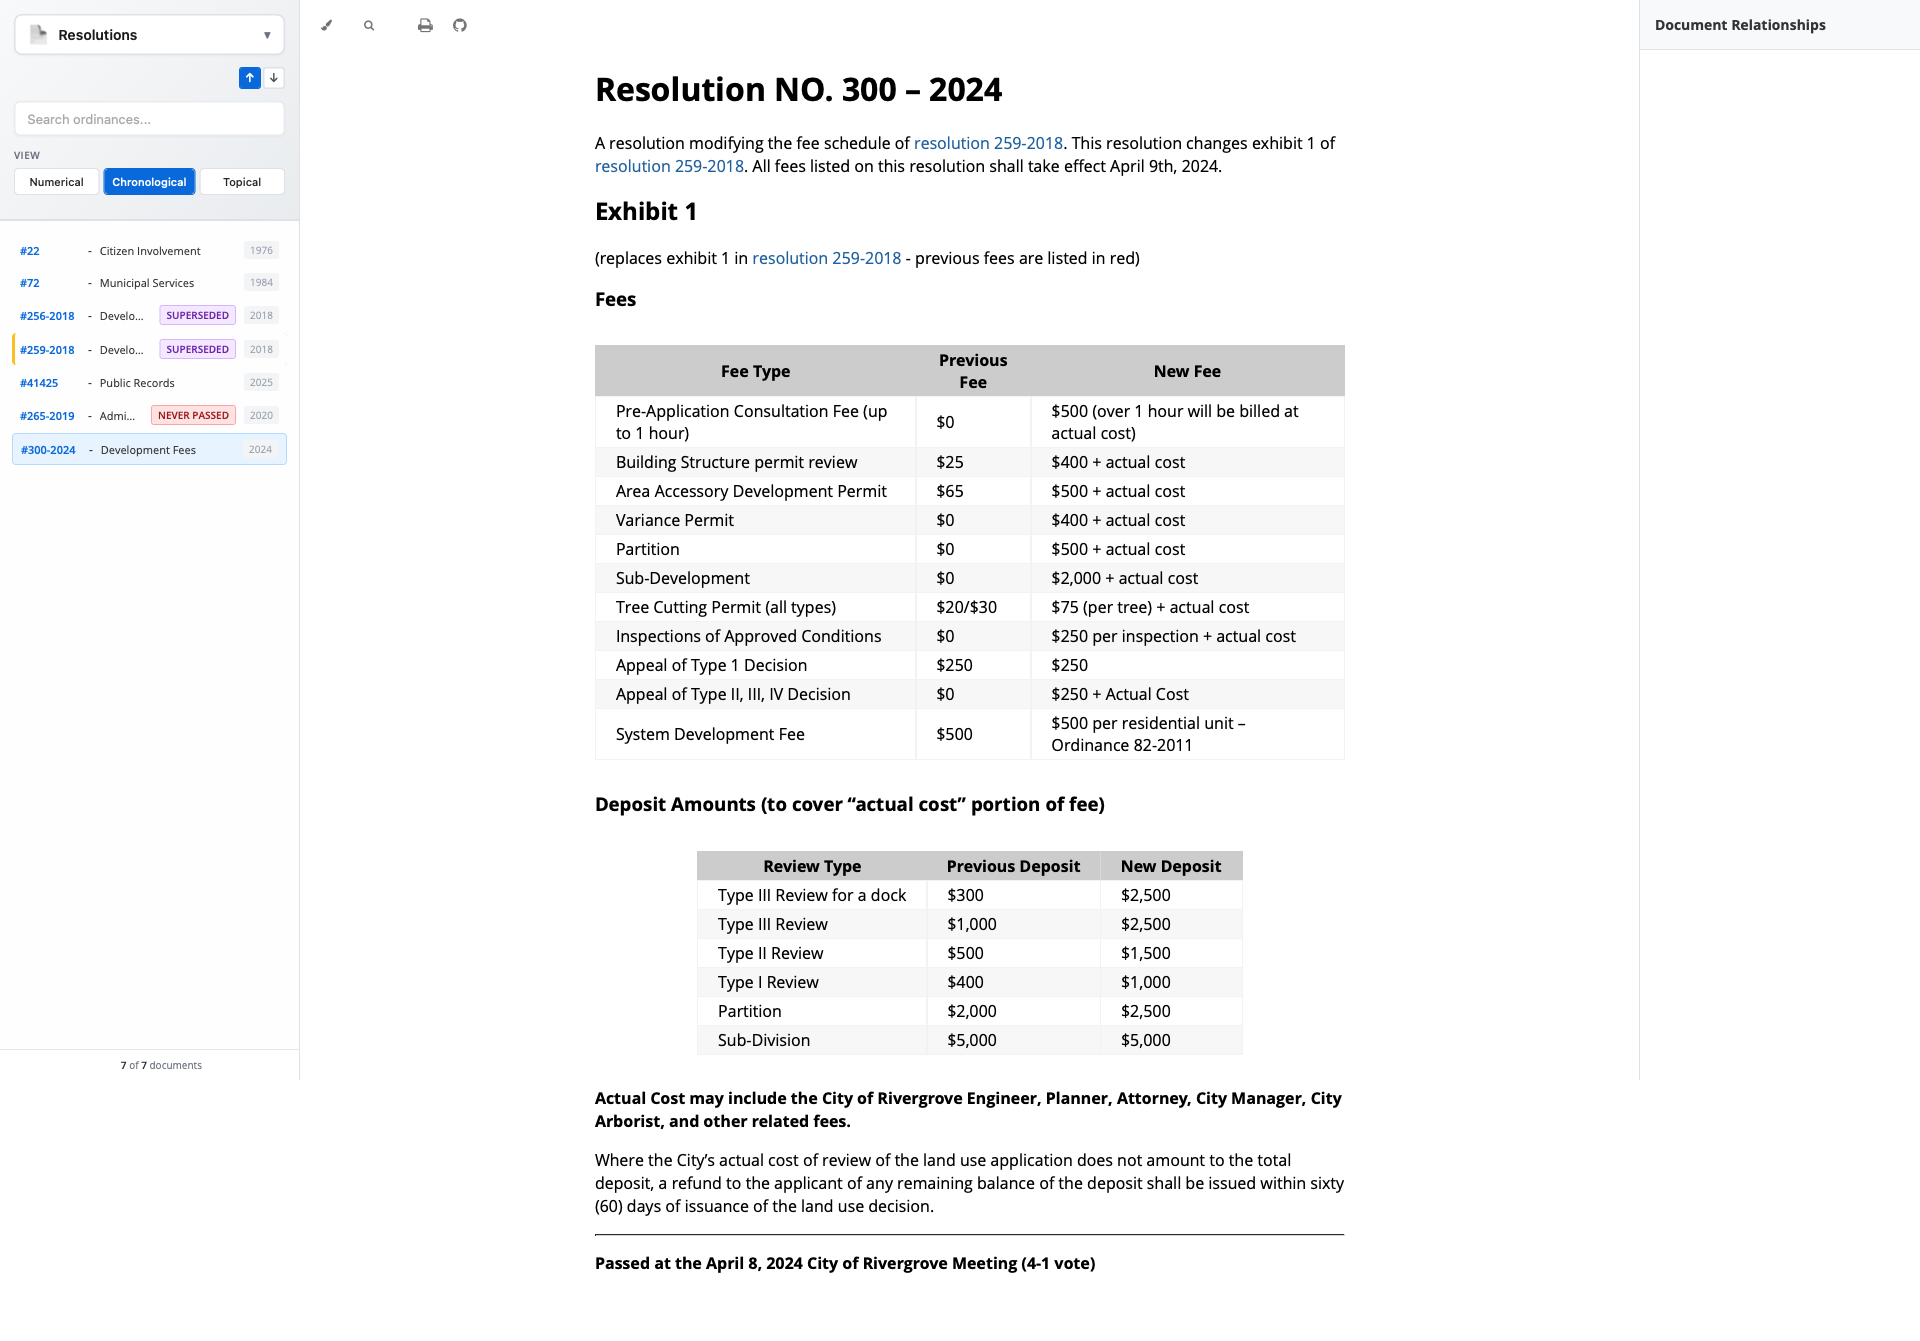 Resolutions
▼
↑ ↓
Search ordinances...
VIEW
Numerical Chronological Topical
#22 - Citizen Involvement 1976
#72 - Municipal Services 1984
#256-2018 - Develo... SUPERSEDED 2018
#259-2018 - Develo... SUPERSEDED 2018
#41425 - Public Records 2025
#265-2019 - Admi... NEVER PASSED 2020
#300-2024 - Development Fees 2024
7 of 7 documents
Resolution NO. 300 – 2024
A resolution modifying the fee schedule of resolution 259-2018. This resolution changes exhibit 1 of
resolution 259-2018. All fees listed on this resolution shall take effect April 9th, 2024.
Exhibit 1
(replaces exhibit 1 in resolution 259-2018 - previous fees are listed in red)
Fees
Fee Type Previous Fee New Fee
Pre-Application Consultation Fee (up to 1 hour) $0 $500 (over 1 hour will be billed at actual cost)
Building Structure permit review $25 $400 + actual cost
Area Accessory Development Permit $65 $500 + actual cost
Variance Permit $0 $400 + actual cost
Partition $0 $500 + actual cost
Sub-Development $0 $2,000 + actual cost
Tree Cutting Permit (all types) $20/$30 $75 (per tree) + actual cost
Inspections of Approved Conditions $0 $250 per inspection + actual cost
Appeal of Type 1 Decision $250 $250
Appeal of Type II, III, IV Decision $0 $250 + Actual Cost
System Development Fee $500 $500 per residential unit – Ordinance 82-2011
Deposit Amounts (to cover “actual cost” portion of fee)
Review Type Previous Deposit New Deposit
Type III Review for a dock $300 $2,500
Type III Review $1,000 $2,500
Type II Review $500 $1,500
Type I Review $400 $1,000
Partition $2,000 $2,500
Sub-Division $5,000 $5,000
Actual Cost may include the City of Rivergrove Engineer, Planner, Attorney, City Manager, City
Arborist, and other related fees.
Where the City’s actual cost of review of the land use application does not amount to the total
deposit, a refund to the applicant of any remaining balance of the deposit shall be issued within sixty
(60) days of issuance of the land use decision.
Passed at the April 8, 2024 City of Rivergrove Meeting (4-1 vote)
Document Relationships